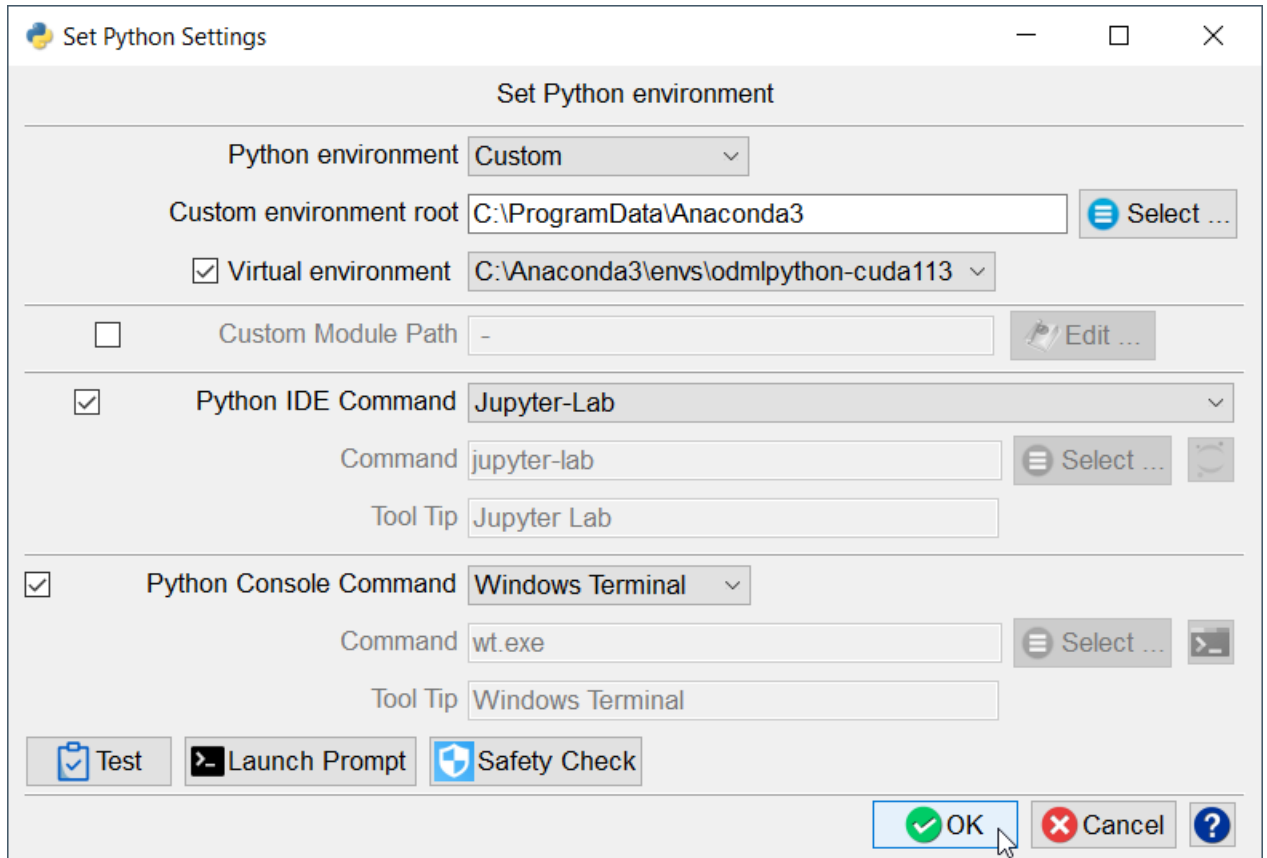 Set Python Settings
Set Python environment
Python environment Custom
Custom environment root C:\ProgramData\Anaconda3 Select ...
Virtual environment C:\Anaconda3\envs\odmlpython-cuda113
Custom Module Path - Edit ...
Python IDE Command Jupyter-Lab
Command jupyter-lab Select ...
Tool Tip Jupyter Lab
Python Console Command Windows Terminal
Command wt.exe Select ...
Tool Tip Windows Terminal
Test Launch Prompt Safety Check
OK Cancel ?